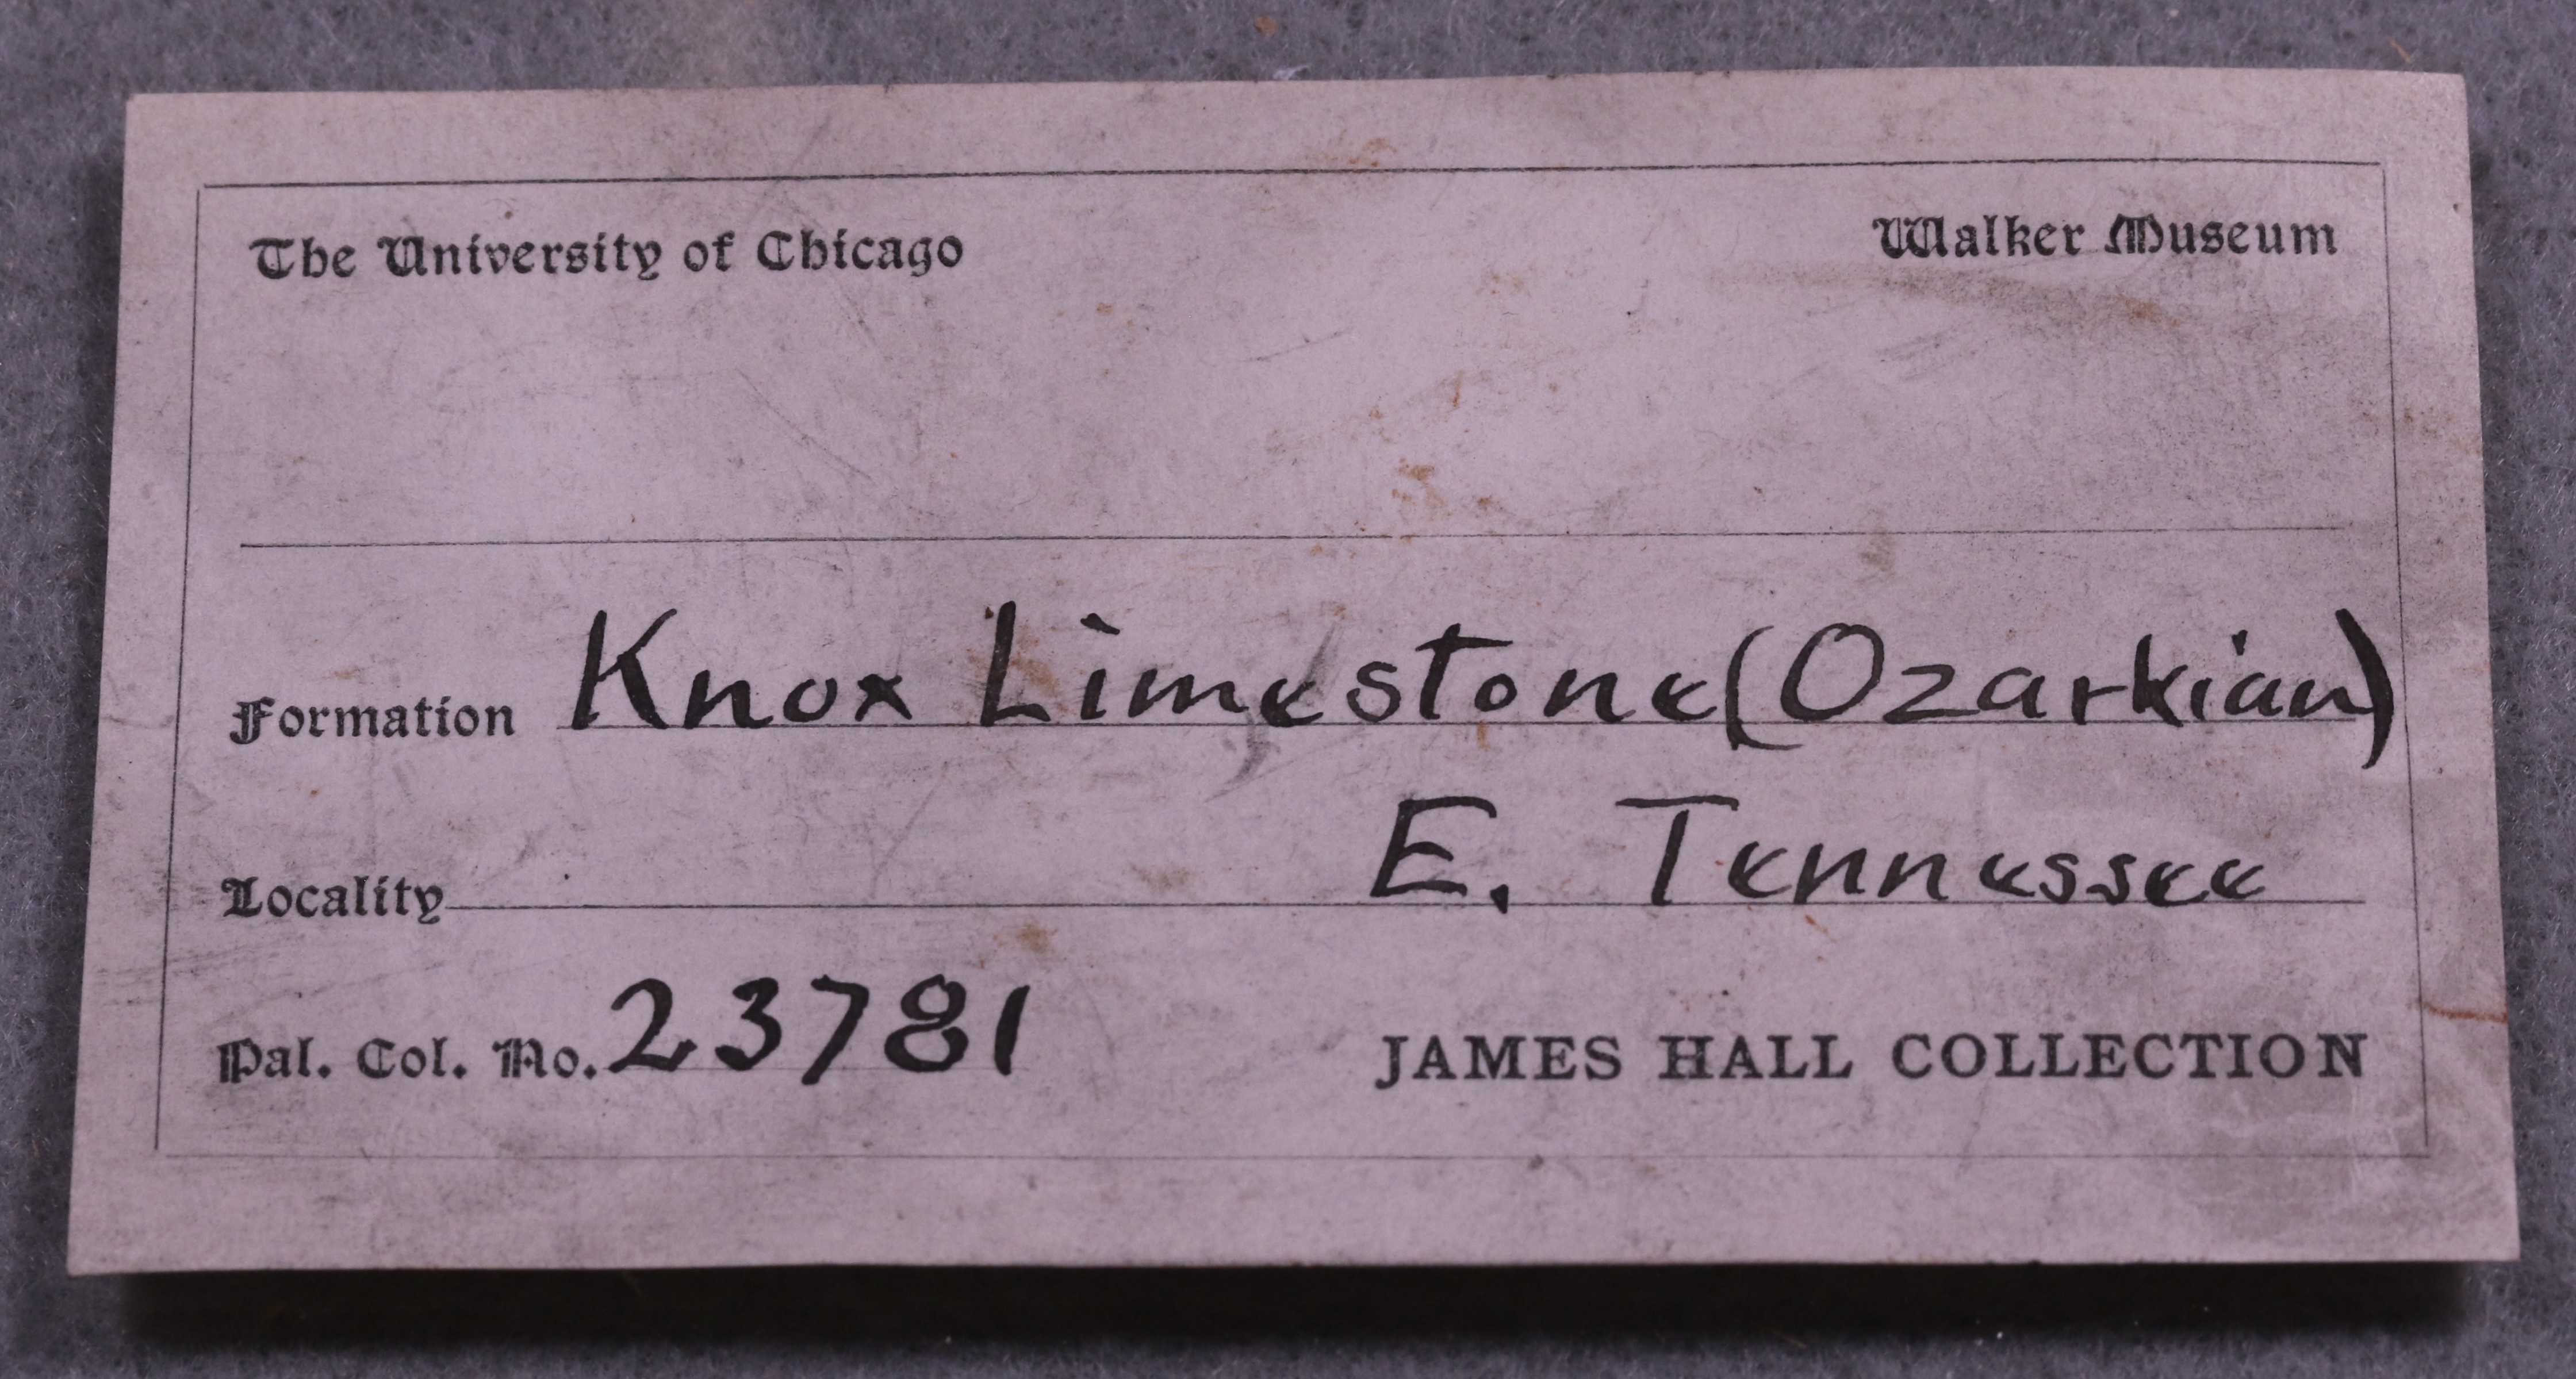 The University of Chicago Walker Museum
Formation Knox Limestone (Ozarkian)
Locality E. Tennessee
Pal. Col. No. 23781 JAMES HALL COLLECTION